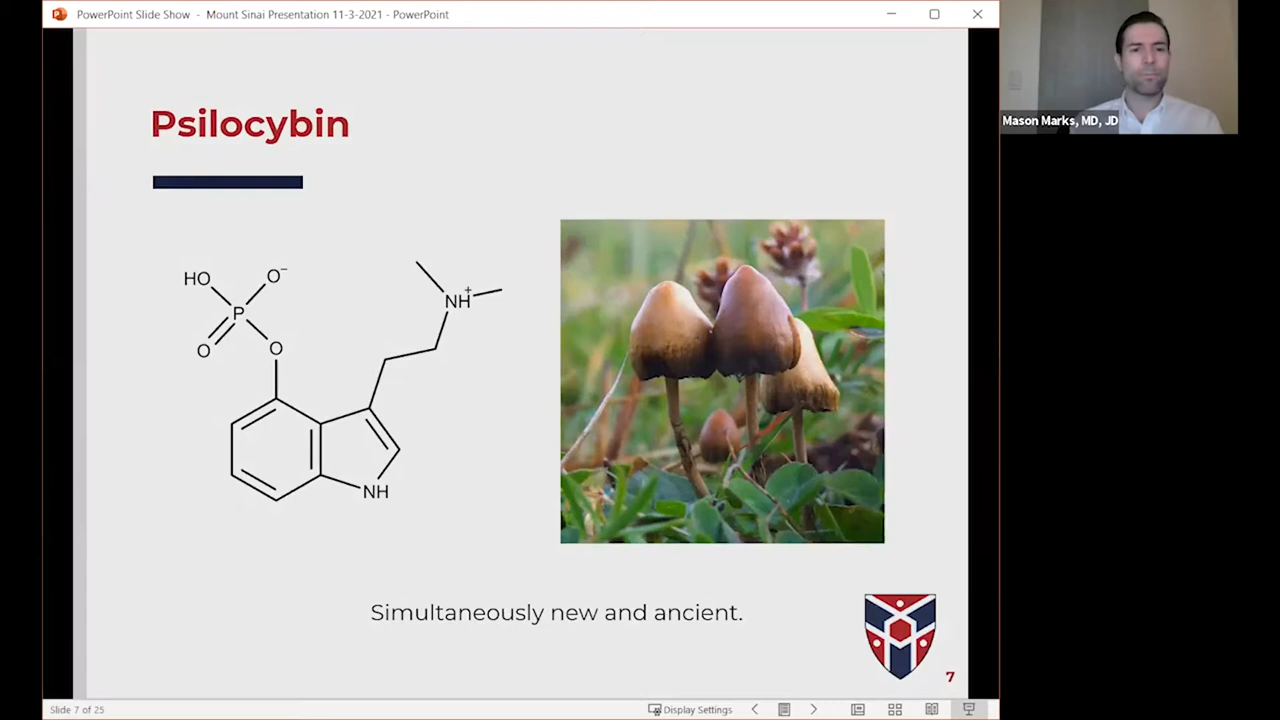 PowerPoint Slide Show - Mount Sinai Presentation 11-3-2021 - PowerPoint
Mason Marks, MD, JD
Psilocybin
HO
O−
P
O
O
NH+
NH
Simultaneously new and ancient.
7
Slide 7 of 25
Display Settings